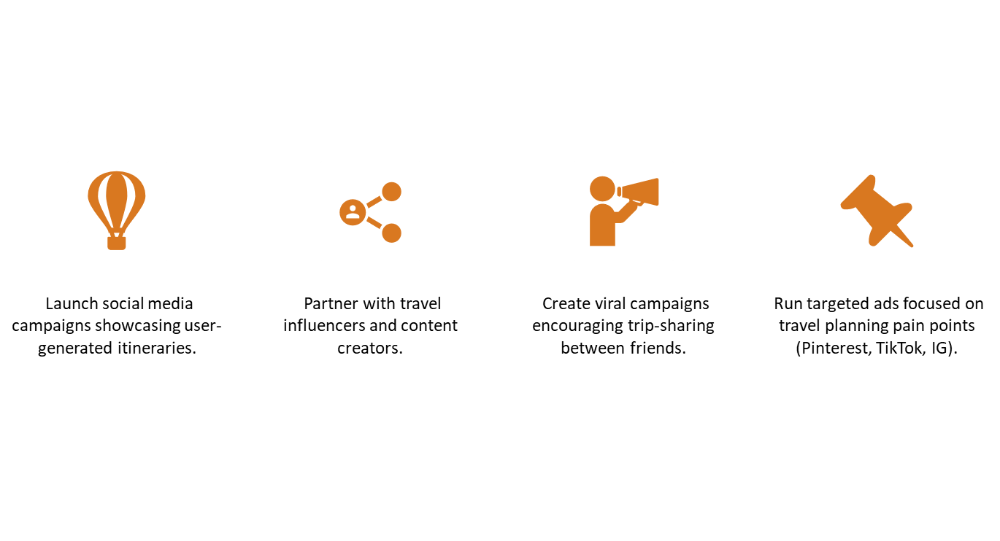 Launch social media
campaigns showcasing user-
generated itineraries.
Partner with travel
influencers and content
creators.
Create viral campaigns
encouraging trip-sharing
between friends.
Run targeted ads focused on
travel planning pain points
(Pinterest, TikTok, IG).